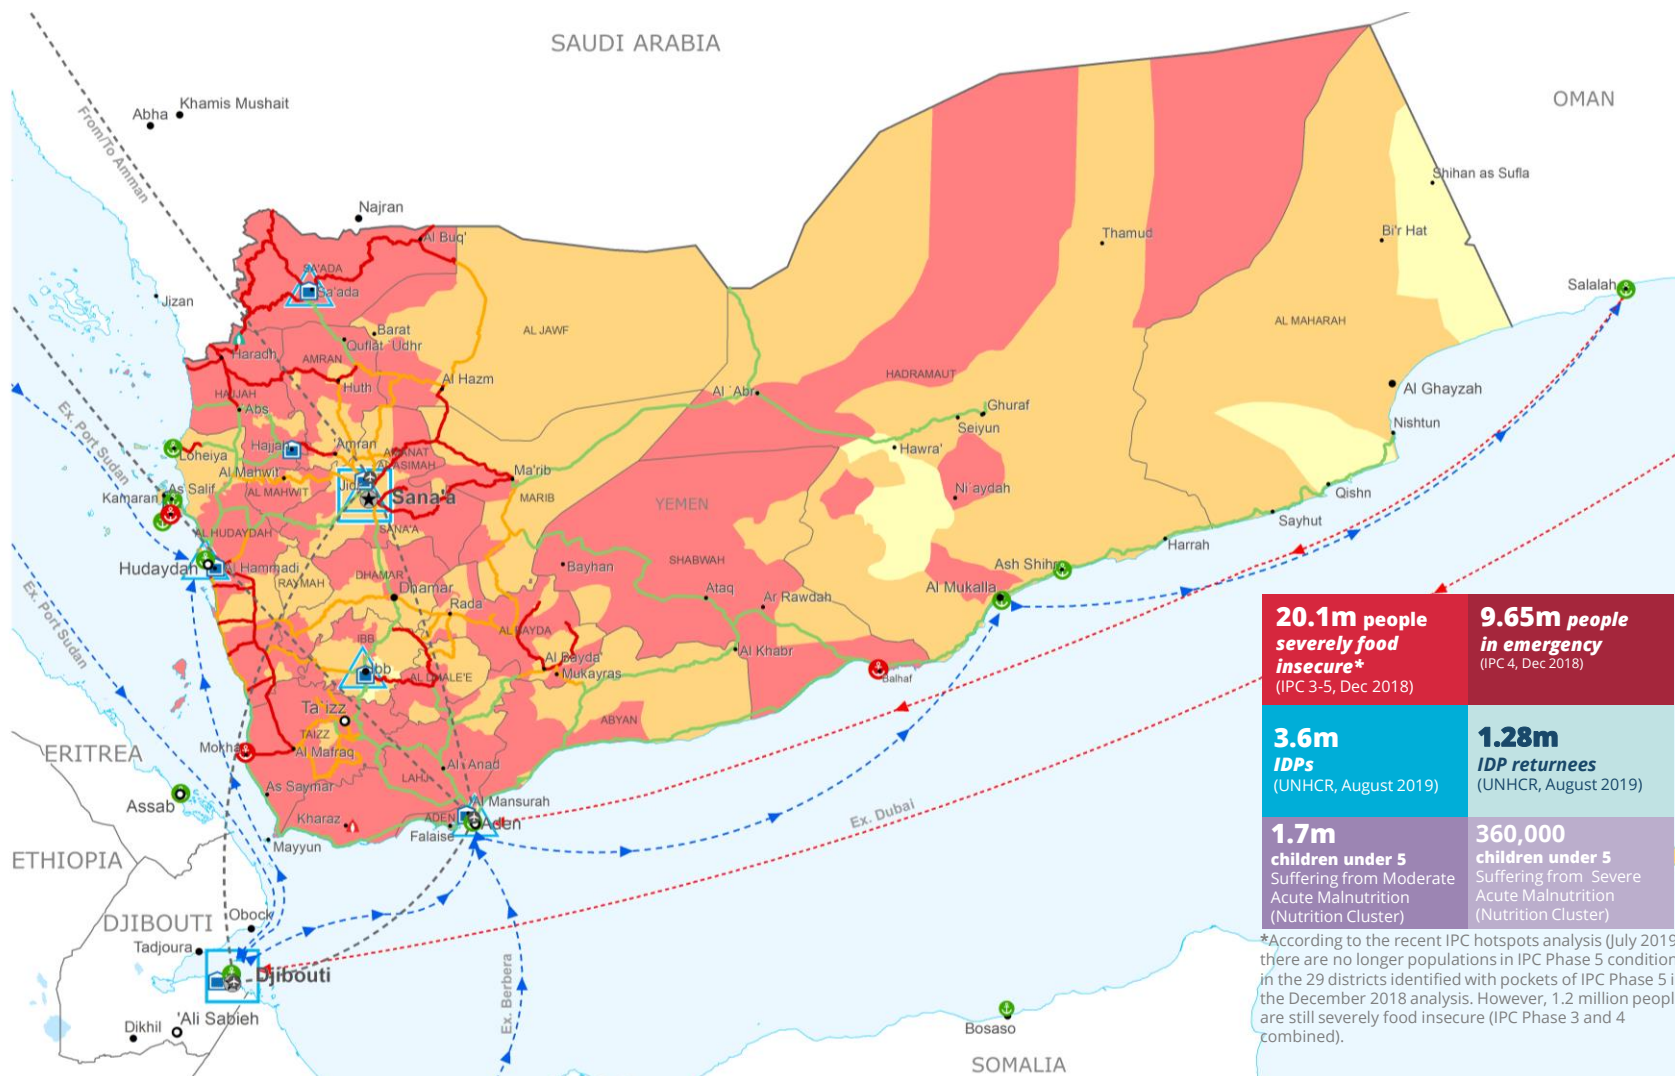 SAUDI ARABIA
OMAN
Khamis Mushait
Abha
From/To Amman
Najran
Shihan as Sufla
Al Buq'
Thamud
Bi'r Hat
SA'ADA
Sa'ada
Salalah
Jizan
AL JAWF
AL MAHARAH
Barat
Quflat `Udhr
Haradh
AMRAN
HADRAMAUT
Al Hazm
Huth
Al `Abr
Al Ghayzah
HAJJAH
Abs
Ghuraf
Seiyun
Nishtun
Ex. Port Sudan
Hajjah
'Amran
AMANAT
AL ASIMAH
Hawra'
Loheiya
Al Mahwit
Ma'rib
As Salif
AL MAHWIT
Kamaran
Sana'a
MARIB
YEMEN
Ni`aydah
Qishn
Sayhut
AL HUDAYDAH
SANA'A
Harrah
SHABWAH
Hudaydah
Al Hammadi
Bayhan
Ash Shihr
RAYMAH
DHAMAR
Dhamar
Ataq
Al Mukalla
Ar Rawdah
Rada
Ex. Port Sudan
IBB
AL BAYDA
Al Khabr
Ibb
Al Bayda'
Mukayras
AL DHALE'E
Balhaf
Ta`izz
ABYAN
TAIZZ
Mokha
Al Mafraq
ERITREA
LAHJ
Al `Anad
As Saymar
Assab
Al Mansurah
Kharaz
ADEN
Aden
Falaise
Ex. Dubai
Mayyun
ETHIOPIA
DJIBOUTI
Obock
Tadjoura
Djibouti
Ex. Berbera
'Ali Sabieh
Dikhil
Bosaso
SOMALIA
20.1m people
severely food
insecure*
(IPC 3-5, Dec 2018)
9.65m people
in emergency
(IPC 4, Dec 2018)
3.6m
IDPs
(UNHCR, August 2019)
1.28m
IDP returnees
(UNHCR, August 2019)
1.7m
children under 5
Suffering from Moderate
Acute Malnutrition
(Nutrition Cluster)
360,000
children under 5
Suffering from Severe
Acute Malnutrition
(Nutrition Cluster)
*According to the recent IPC hotspots analysis (July 2019
there are no longer populations in IPC Phase 5 condition
in the 29 districts identified with pockets of IPC Phase 5 i
the December 2018 analysis. However, 1.2 million peopl
are still severely food insecure (IPC Phase 3 and 4
combined).